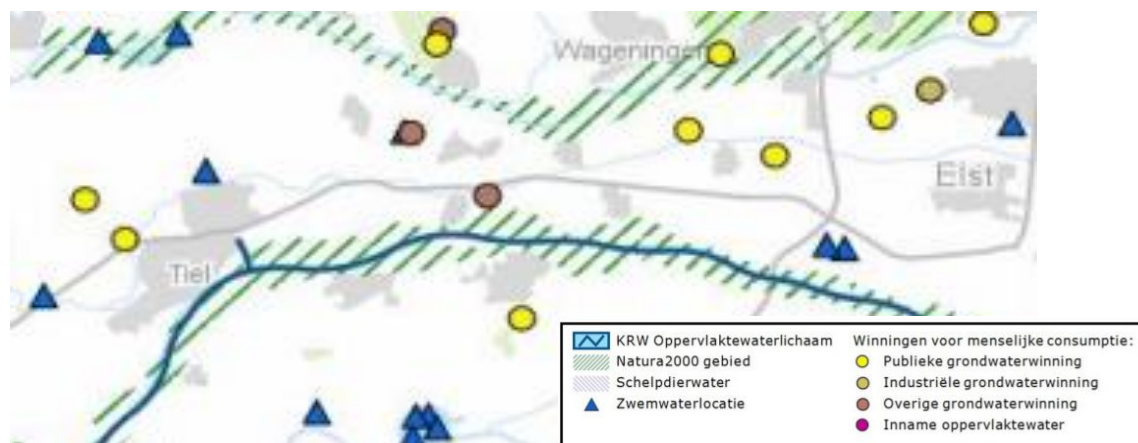 Wageningen
Elst
Tiel
KRW Oppervlaktewaterlichaam
Natura2000 gebied
Schelpdierwater
Zwemwaterlocatie
Winningen voor menselijke consumptie:
Publieke grondwaterwinning
Industriële grondwaterwinning
Overige grondwaterwinning
Inname oppervlaktewater